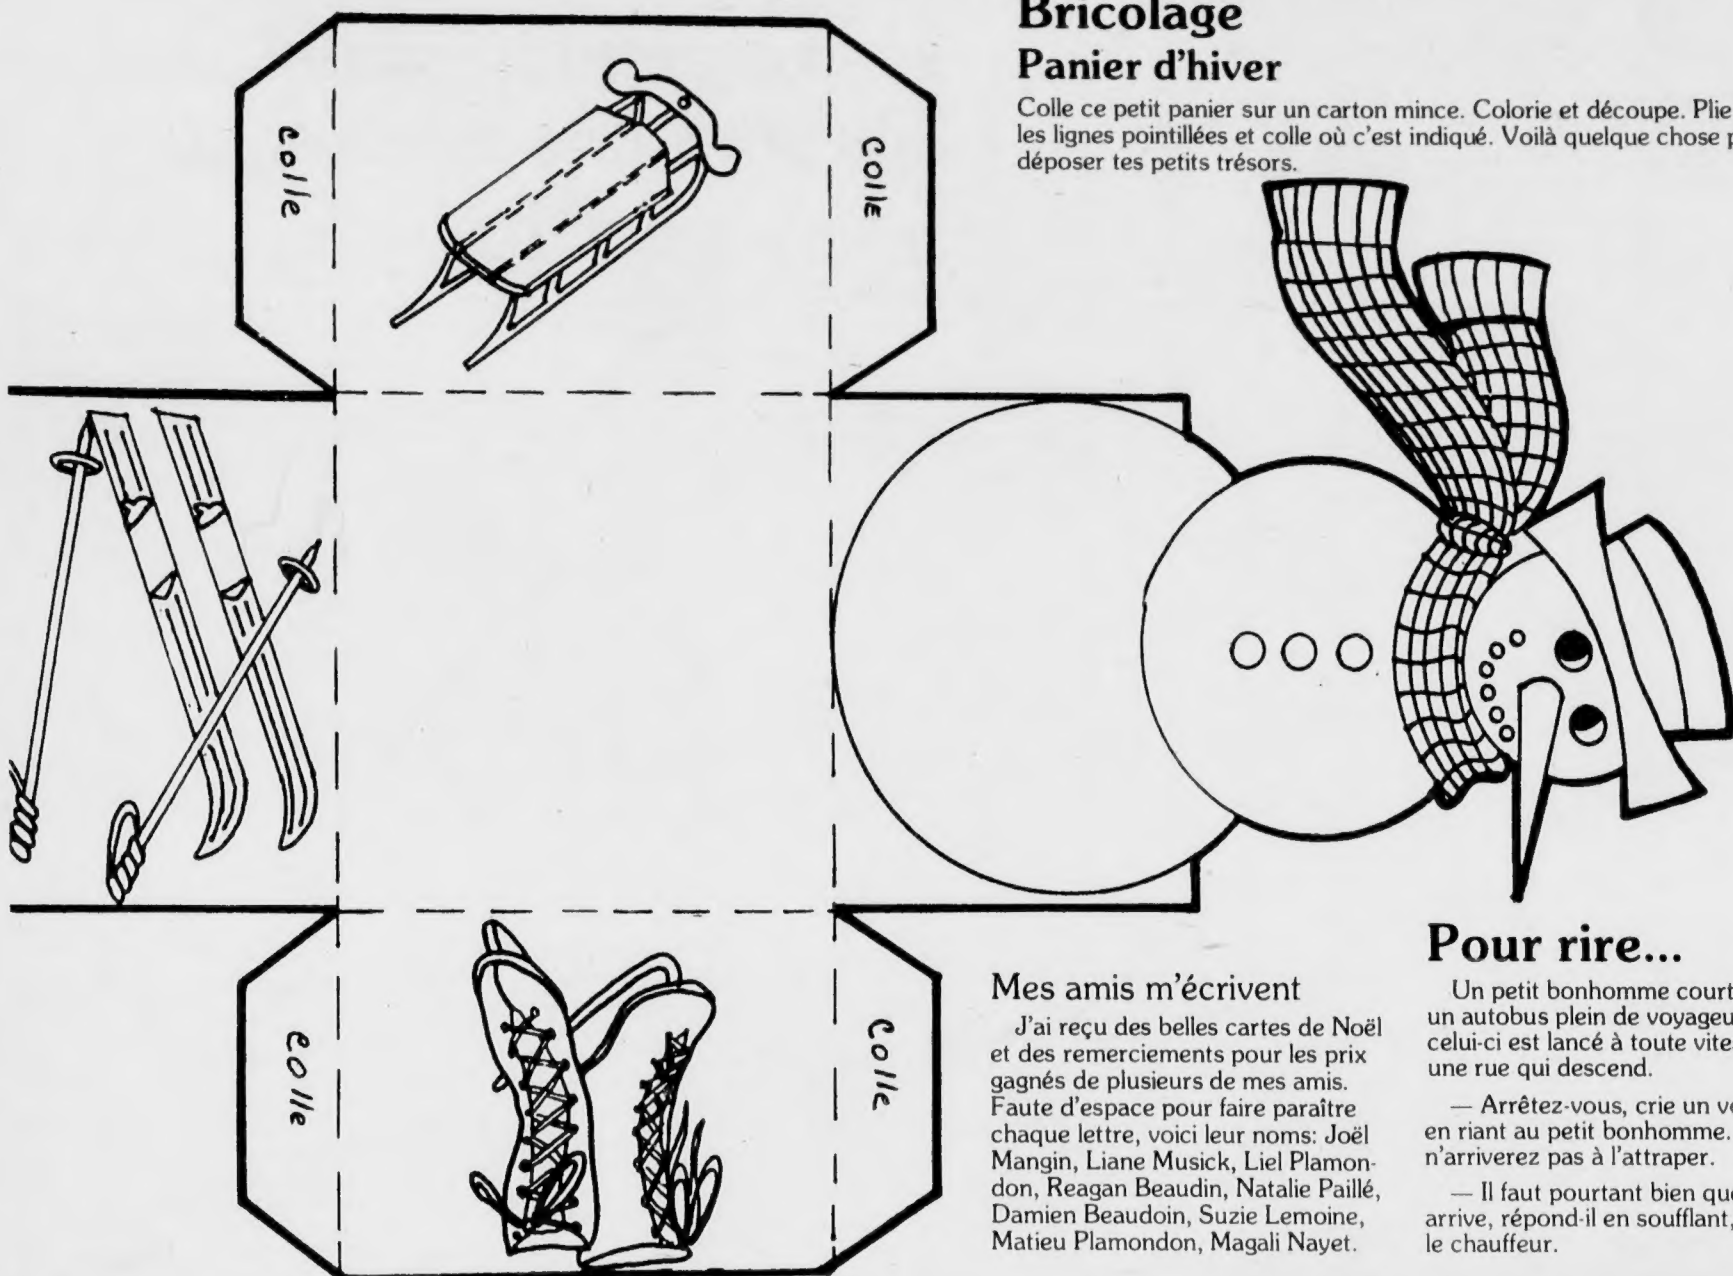 Bricolage
Panier d'hiver
Colle ce petit panier sur un carton mince. Colorie et découpe. Plie
les lignes pointillées et colle où c'est indiqué. Voilà quelque chose
déposer tes petits trésors.
Colle
Colle
Colle
Colle
Mes amis m'écrivent
J'ai reçu des belles cartes de Noël
et des remerciements pour les prix
gagnés de plusieurs de mes amis.
Faute d'espace pour faire paraître
chaque lettre, voici leur noms: Joël
Mangin, Liane Musick, Liel Plamon-
don, Reagan Beaudin, Natalie Paillé,
Damien Beaudoin, Suzie Lemoine,
Matieu Plamondon, Magali Nayet.
Pour rire...
Un petit bonhomme court
un autobus plein de
celui-ci est lancé à toute
une rue qui descend.
— Arrêtez-vous, crie un
en riant au petit bonhomme.
n'arriverez pas à l'attraper.
— Il faut pourtant bien
arrive, répond-il en soufflant,
le chauffeur.